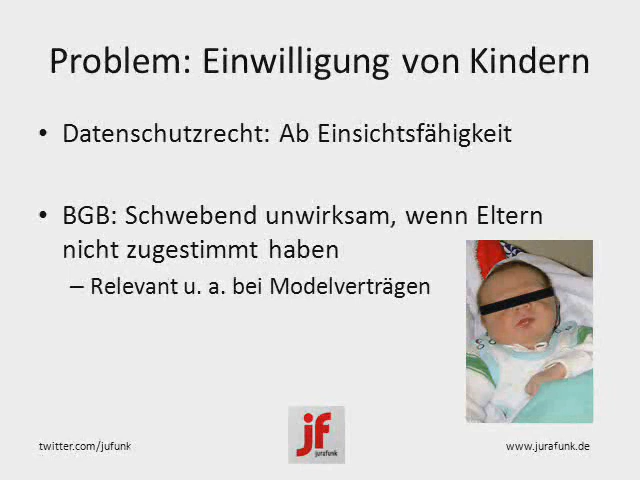 Problem: Einwilligung von Kindern
• Datenschutzrecht: Ab Einsichtsfähigkeit
• BGB: Schwebend unwirksam, wenn Eltern
nicht zugestimmt haben
– Relevant u. a. bei Modelverträgen
jf
jurafunk
twitter.com/jufunk
www.jurafunk.de